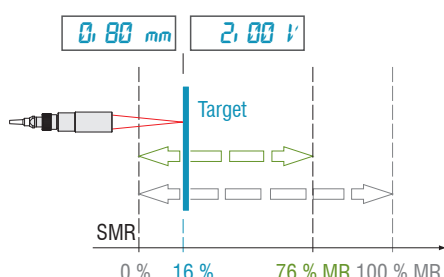 0,80 mm 2,00 V
Target
SMR
0 % 16 % 76 % MR 100 % MR